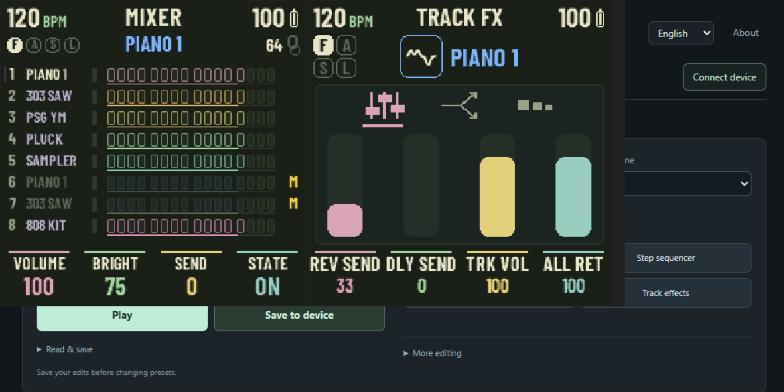 120 BPM MIXER 100
F A S L PIANO 1 64
1 PIANO 1
2 303 SAW
3 PSG YM
4 PLUCK
5 SAMPLER
6 PIANO 1 M
7 303 SAW M
8 808 KIT
VOLUME BRIGHT SEND STATE
100 75 0 ON
120 BPM TRACK FX 100
F A
S L
PIANO 1
REV SEND DLY SEND TRK VOL ALL RET
33 0 100 100
English About
Connect device
Step sequencer
Track effects
Play Save to device
Read & save
More editing
Save your edits before changing presets.